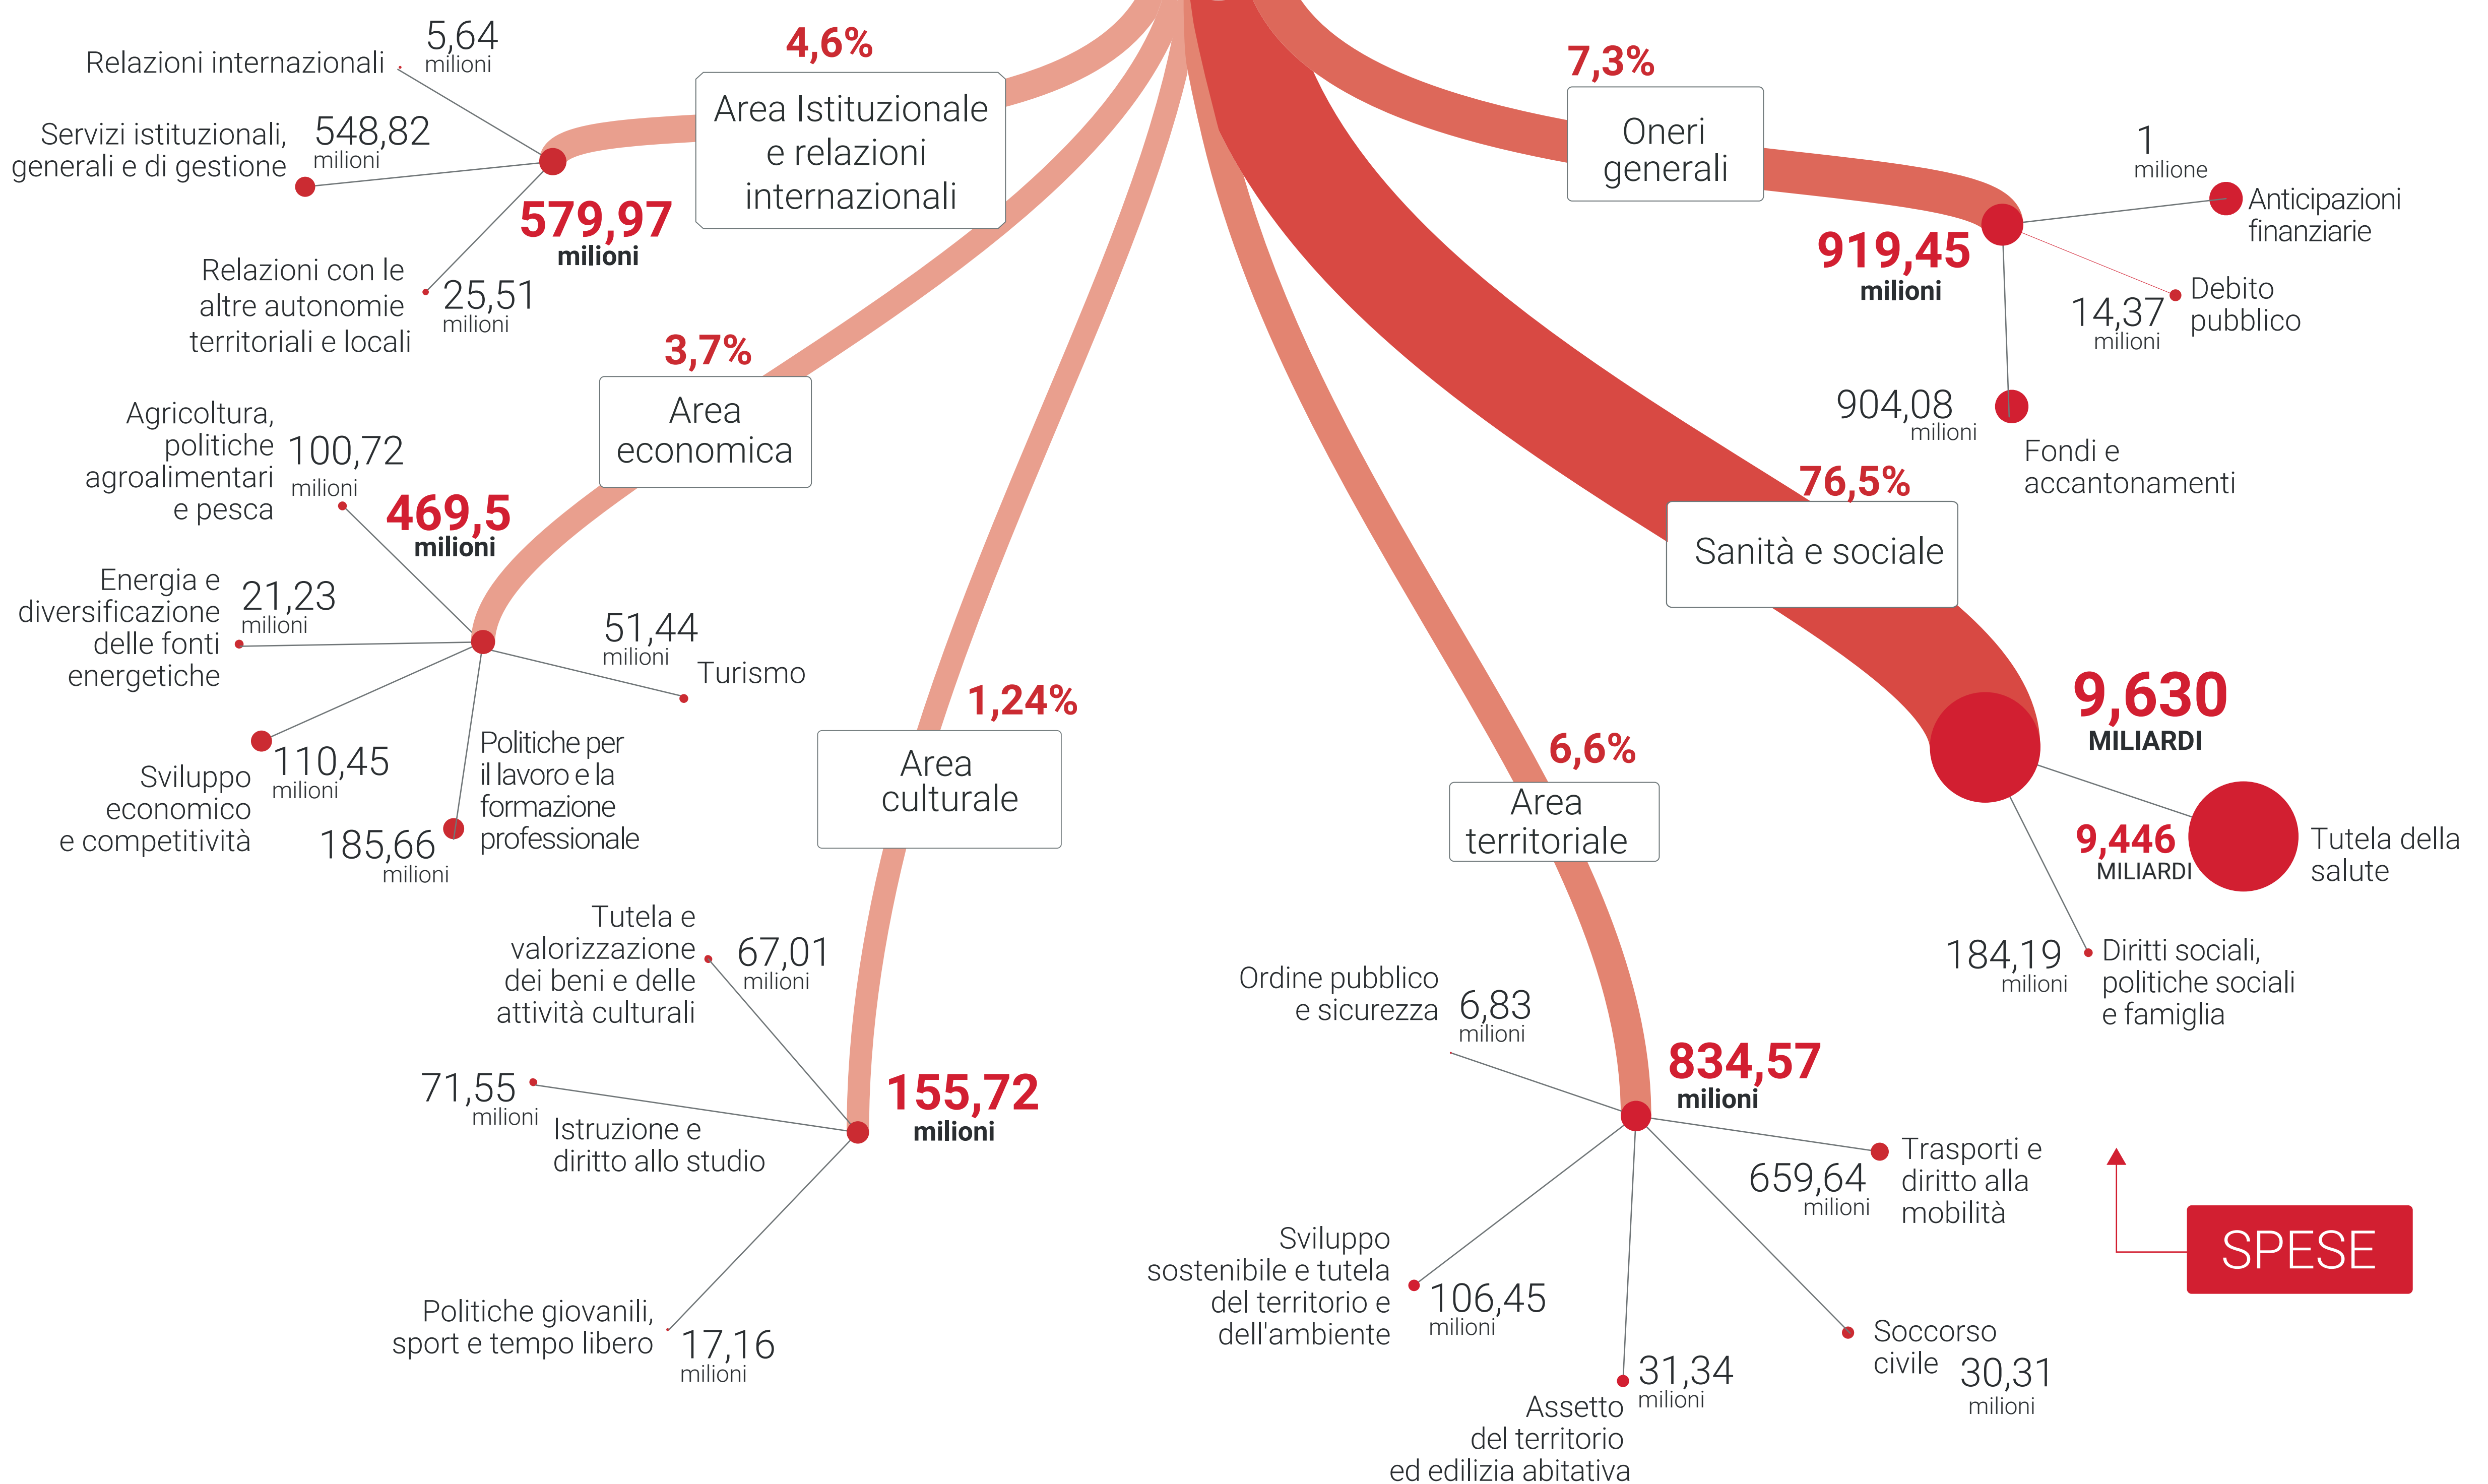 4,6%
Area Istituzionale
e relazioni
internazionali
Relazioni internazionali
5,64
milioni
Servizi istituzionali,
generali e di gestione
548,82
milioni
579,97
milioni
Relazioni con le
altre autonomie
territoriali e locali
25,51
milioni
3,7%
Area
economica
Agricoltura,
politiche
agroalimentari
e pesca
100,72
milioni
469,5
milioni
Energia e
diversificazione
delle fonti
energetiche
21,23
milioni
51,44
milioni
Turismo
Sviluppo
economico
e competitività
110,45
milioni
Politiche per
il lavoro e la
formazione
professionale
185,66
milioni
1,24%
Area
culturale
Tutela e
valorizzazione
dei beni e delle
attività culturali
67,01
milioni
71,55
milioni
Istruzione e
diritto allo studio
155,72
milioni
Politiche giovanili,
sport e tempo libero
17,16
milioni
7,3%
Oneri
generali
1
milione
Anticipazioni
finanziarie
919,45
milioni
Debito
pubblico
14,37
milioni
904,08
milioni
Fondi e
accantonamenti
76,5%
Sanità e sociale
9,630
MILIARDI
9,446
MILIARDI
Tutela della
salute
184,19
milioni
Diritti sociali,
politiche sociali
e famiglia
6,6%
Area
territoriale
Ordine pubblico
e sicurezza
6,83
milioni
834,57
milioni
659,64
milioni
Trasporti e
diritto alla
mobilità
Sviluppo
sostenibile e tutela
del territorio e
dell'ambiente
106,45
milioni
31,34
milioni
Assetto
del territorio
ed edilizia abitativa
Soccorso
civile
30,31
milioni
SPESE